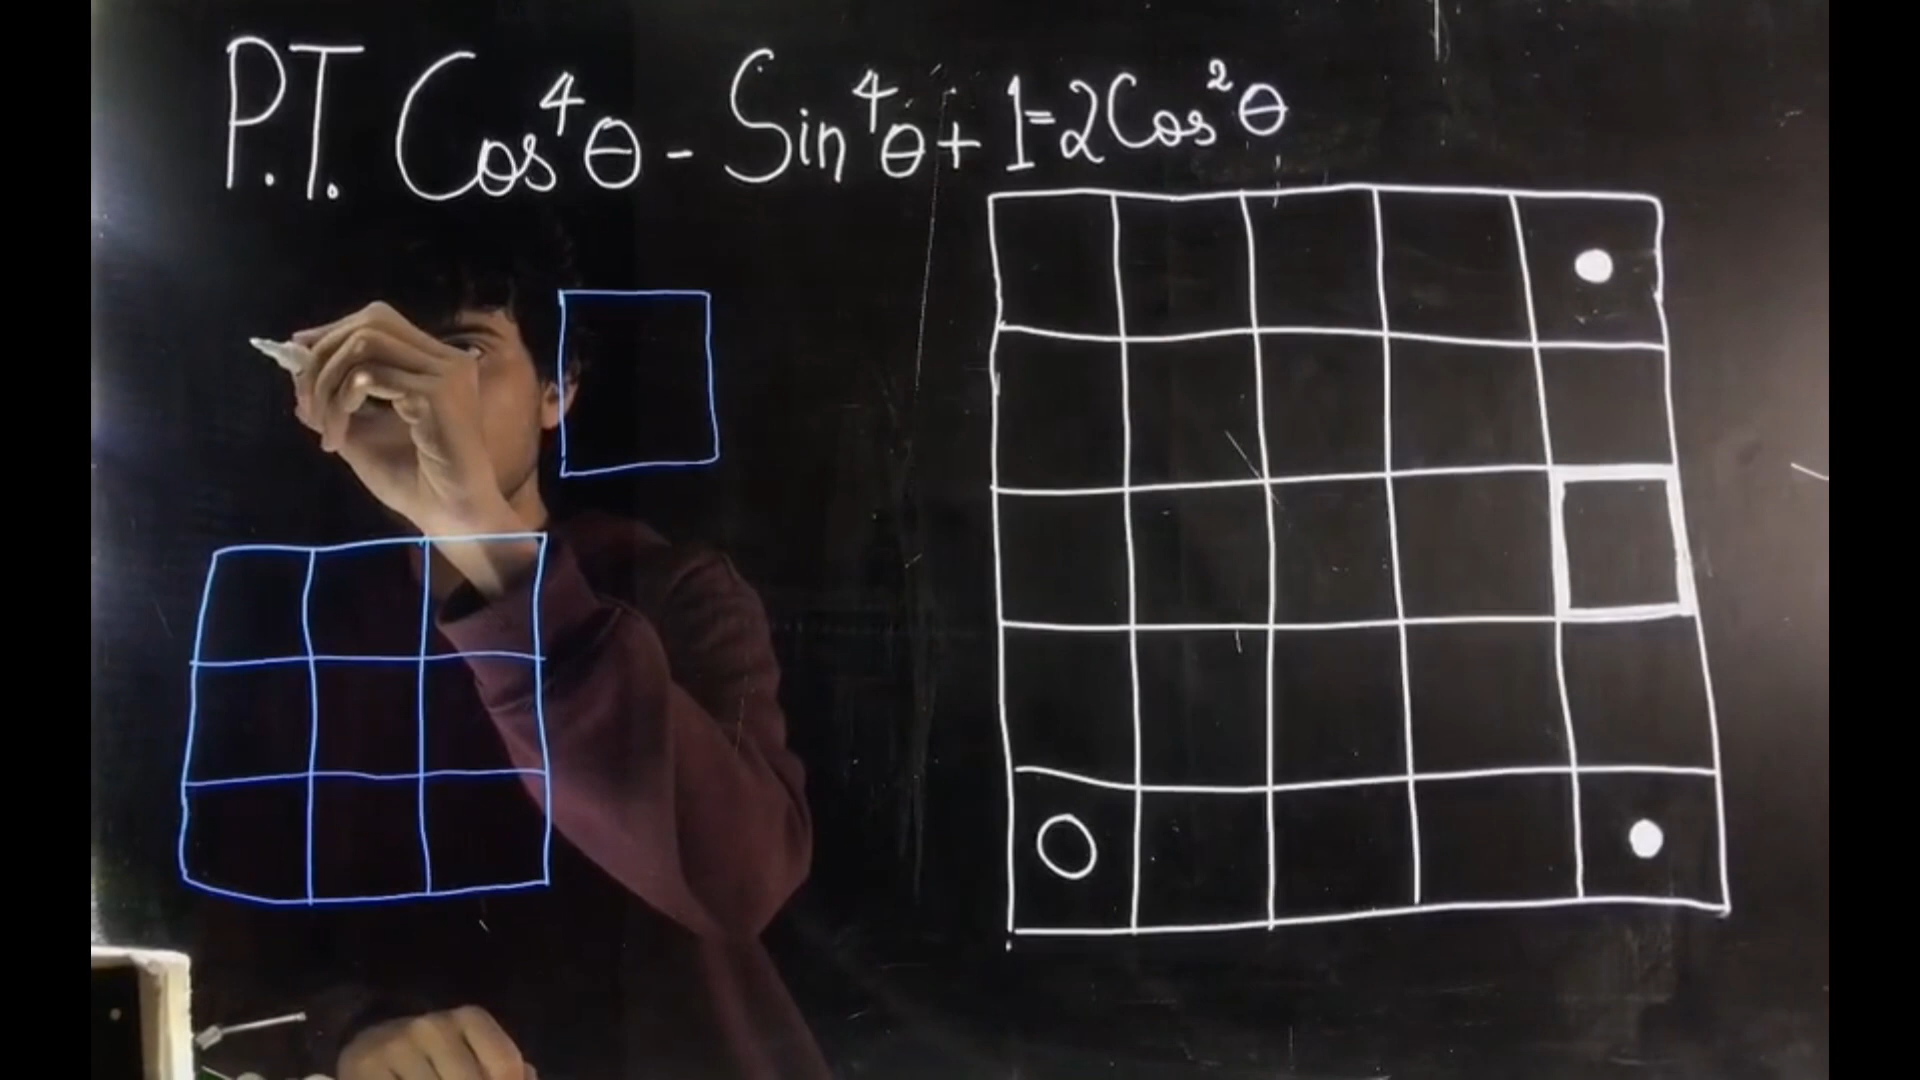 P.T. Cos⁴θ - Sin⁴θ + 1 = 2Cos²θ